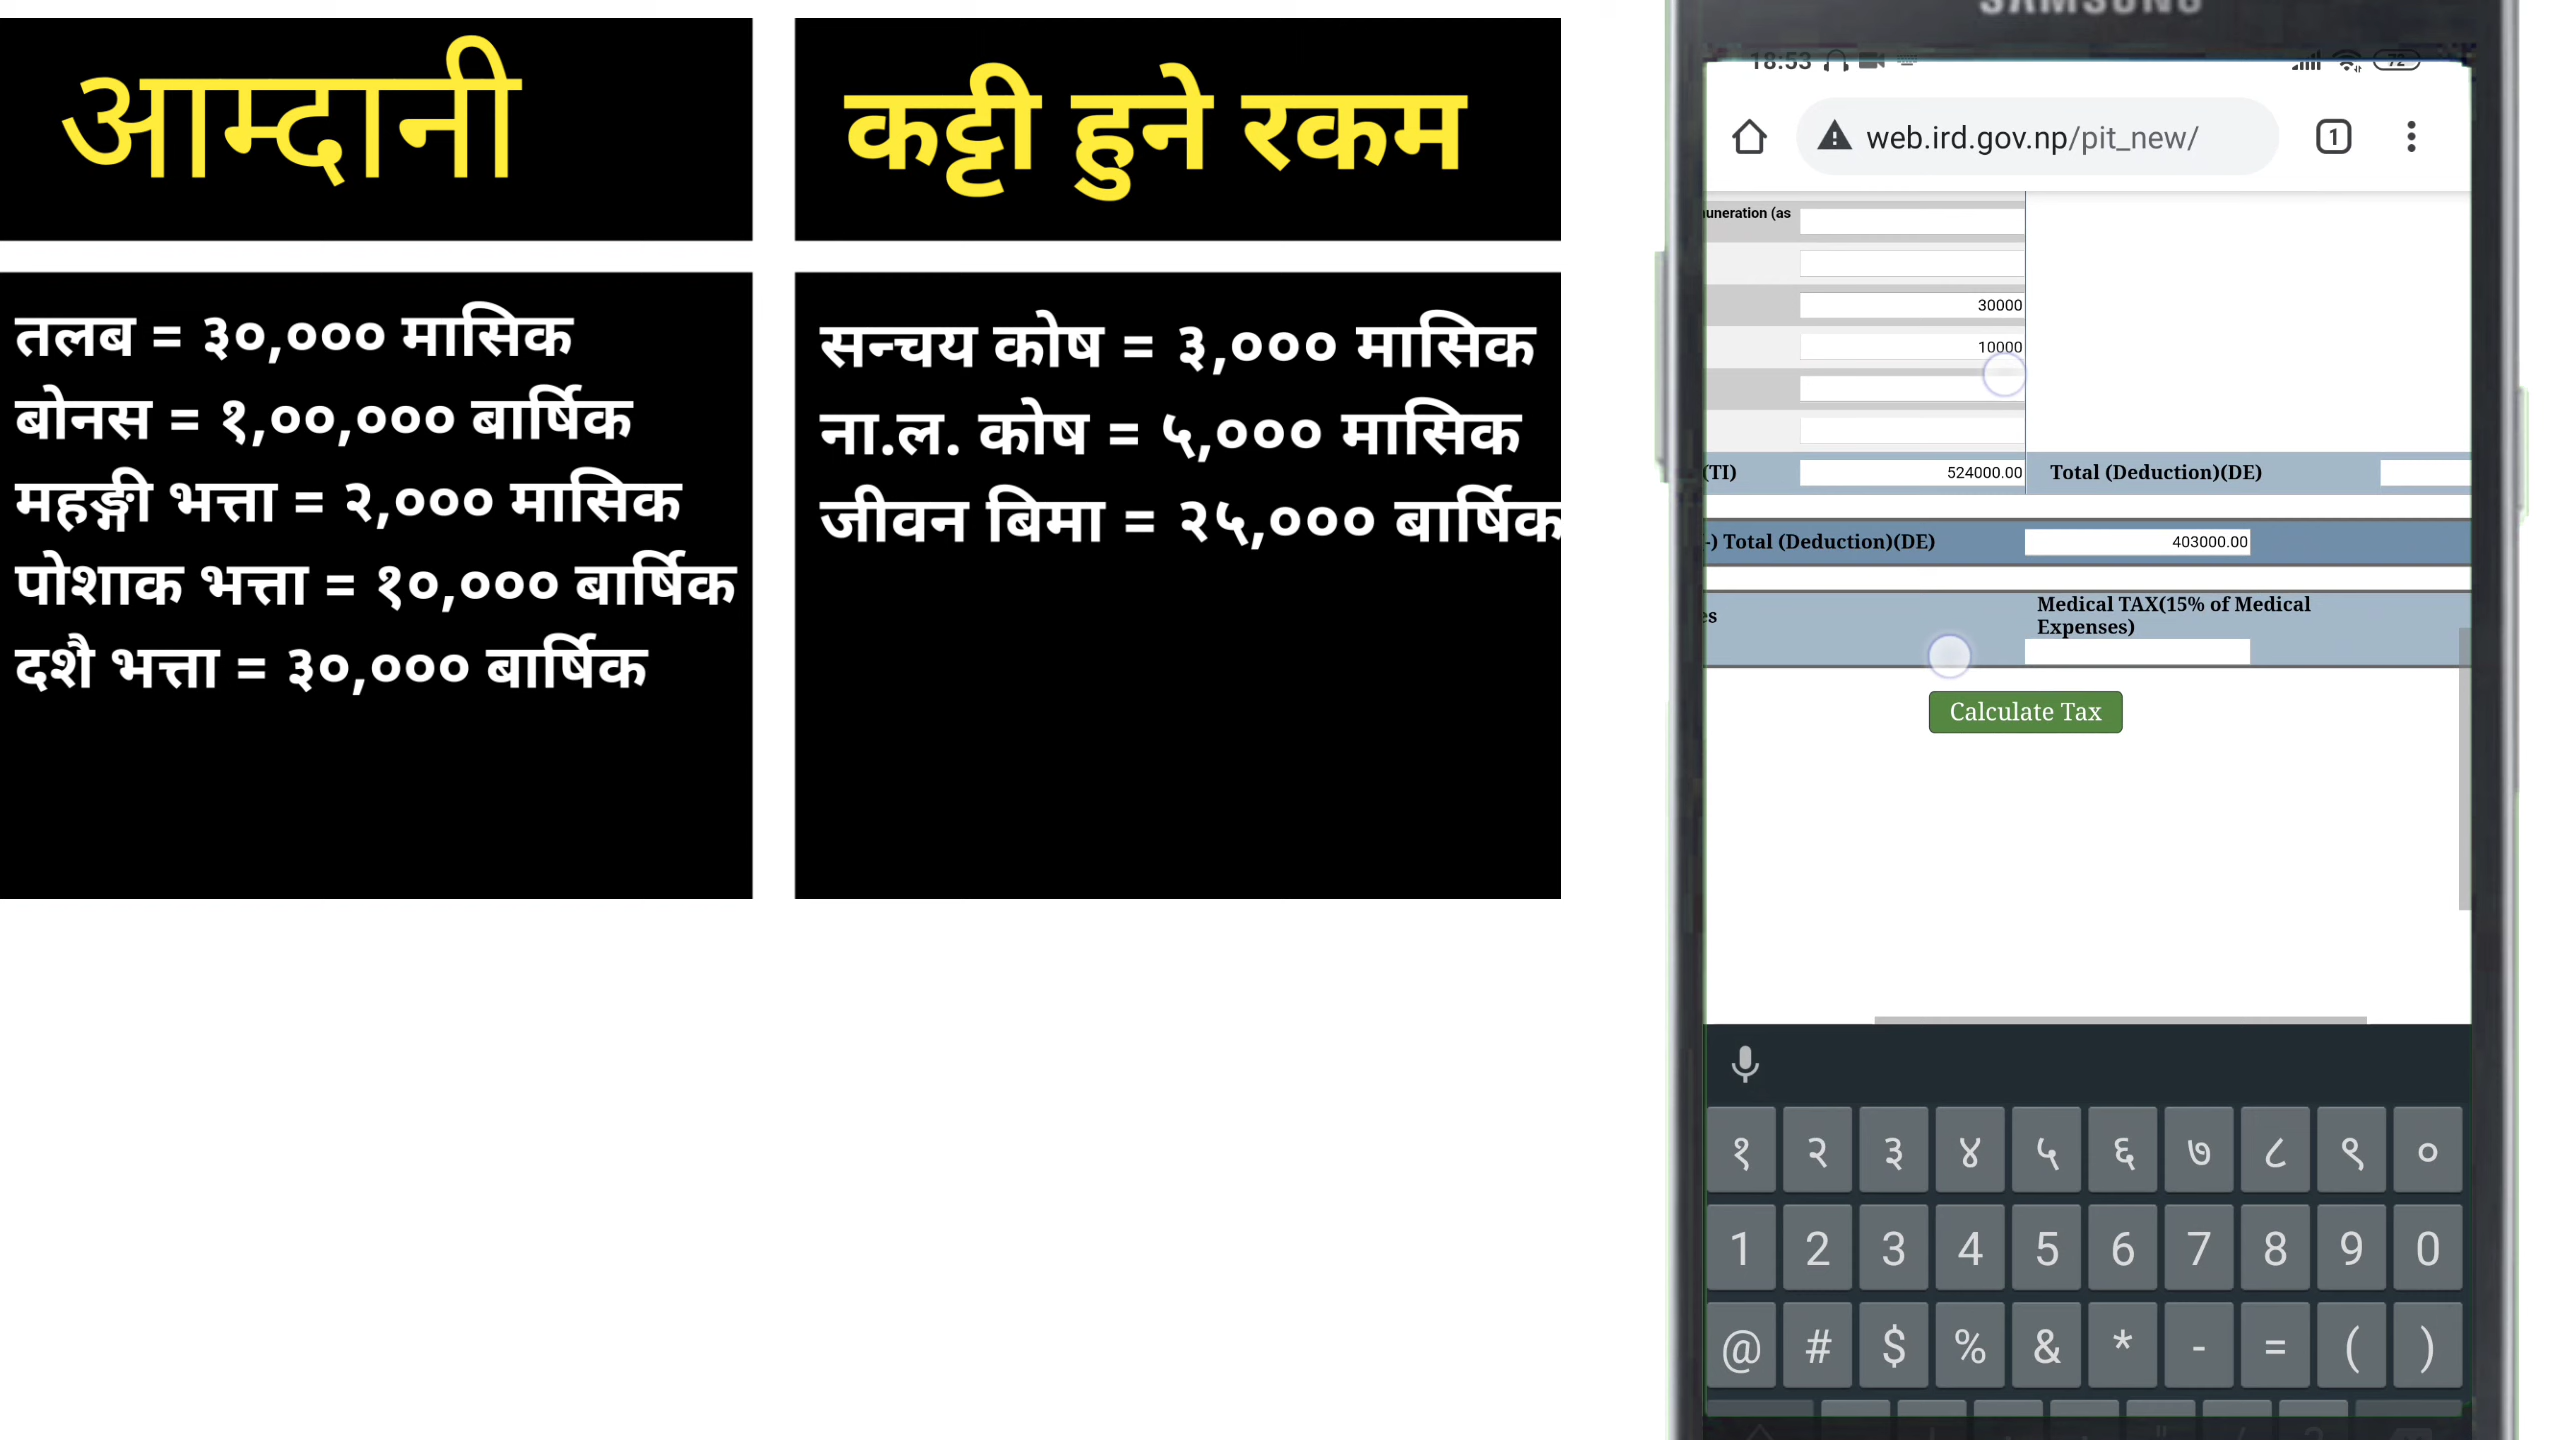 आम्दानी
तलब = ३०,००० मासिक
बोनस = १,००,००० बार्षिक
महङ्गी भत्ता = २,००० मासिक
पोशाक भत्ता = १०,००० बार्षिक
दशै भत्ता = ३०,००० बार्षिक
कट्टी हुने रकम
सन्चय कोष = ३,००० मासिक
ना.ल. कोष = ५,००० मासिक
जीवन बिमा = २५,००० बार्षिक
SAMSUNG
18:53
72
web.ird.gov.np/pit_new/
1
(as
30000
10000
(TI) 524000.00 Total (Deduction)(DE)
-) Total (Deduction)(DE) 403000.00
Medical TAX(15% of Medical
Expenses)
Calculate Tax
१ २ ३ ४ ५ ६ ७ ८ ९ ०
1 2 3 4 5 6 7 8 9 0
@ # $ % & * - = ( )